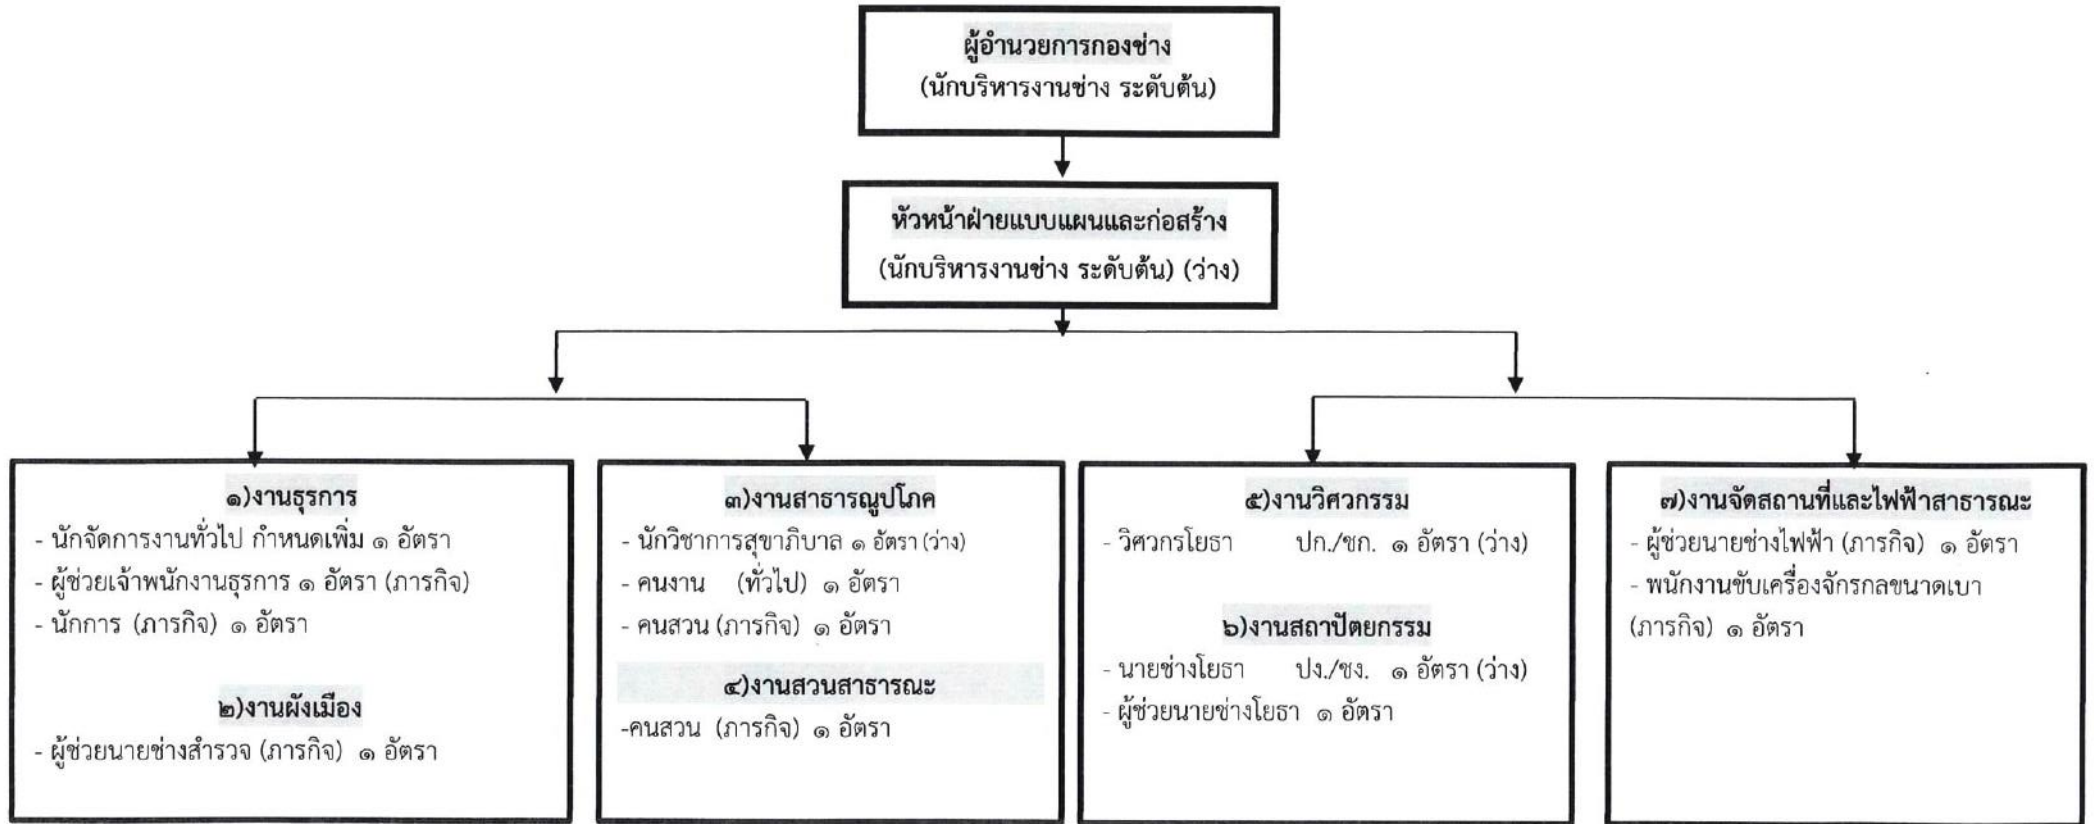 ผู้อำนวยการกองช่าง
(นักบริหารงานช่าง ระดับต้น)
หัวหน้าฝ่ายแบบแผนและก่อสร้าง
(นักบริหารงานช่าง ระดับต้น) (ว่าง)
๑)งานธุรการ
- นักจัดการงานทั่วไป กำหนดเพิ่ม ๑ อัตรา
- ผู้ช่วยเจ้าพนักงานธุรการ ๑ อัตรา (ภารกิจ)
- นักการ (ภารกิจ) ๑ อัตรา
๒)งานผังเมือง
- ผู้ช่วยนายช่างสำรวจ (ภารกิจ) ๑ อัตรา
๓)งานสาธารณูปโภค
- นักวิชาการสุขาภิบาล ๑ อัตรา (ว่าง)
- คนงาน (ทั่วไป) ๑ อัตรา
- คนสวน (ภารกิจ) ๑ อัตรา
๔)งานสวนสาธารณะ
-คนสวน (ภารกิจ) ๑ อัตรา
๕)งานวิศวกรรม
- วิศวกรโยธา ปก./ชก. ๑ อัตรา (ว่าง)
๖)งานสถาปัตยกรรม
- นายช่างโยธา ปง./ชง. ๑ อัตรา (ว่าง)
- ผู้ช่วยนายช่างโยธา ๑ อัตรา
๗)งานจัดสถานที่และไฟฟ้าสาธารณะ
- ผู้ช่วยนายช่างไฟฟ้า (ภารกิจ) ๑ อัตรา
- พนักงานขับเครื่องจักรกลขนาดเบา
(ภารกิจ) ๑ อัตรา